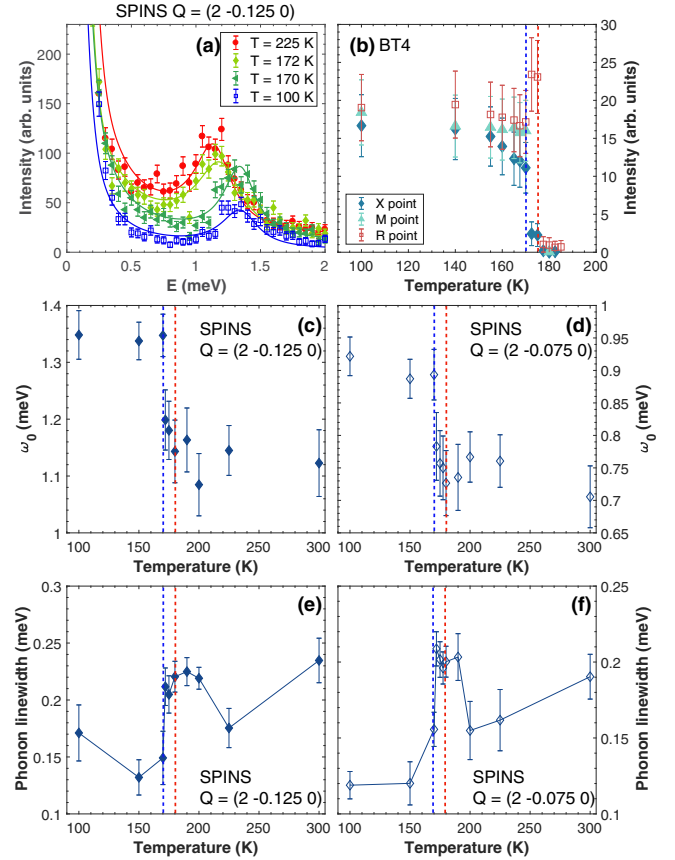 SPINS Q = (2 -0.125 0)
(a)
T = 225 K
T = 172 K
T = 170 K
T = 100 K
Intensity (arb. units)
0
50
100
150
200
0
0.5
1
1.5
2
E (meV)
(b) BT4
X point
M point
R point
Intensity (arb. units)
0
5
10
15
20
25
30
100
120
140
160
180
200
Temperature (K)
(c)
SPINS
Q = (2 -0.125 0)
ω0 (meV)
1
1.1
1.2
1.3
1.4
100
150
200
250
300
Temperature (K)
(d)
SPINS
Q = (2 -0.075 0)
ω0 (meV)
0.65
0.7
0.75
0.8
0.85
0.9
0.95
1
100
150
200
250
300
Temperature (K)
(e)
SPINS
Q = (2 -0.125 0)
Phonon linewidth (meV)
0.1
0.15
0.2
0.25
0.3
100
150
200
250
300
Temperature (K)
(f)
SPINS
Q = (2 -0.075 0)
Phonon linewidth (meV)
0.1
0.15
0.2
0.25
100
150
200
250
300
Temperature (K)